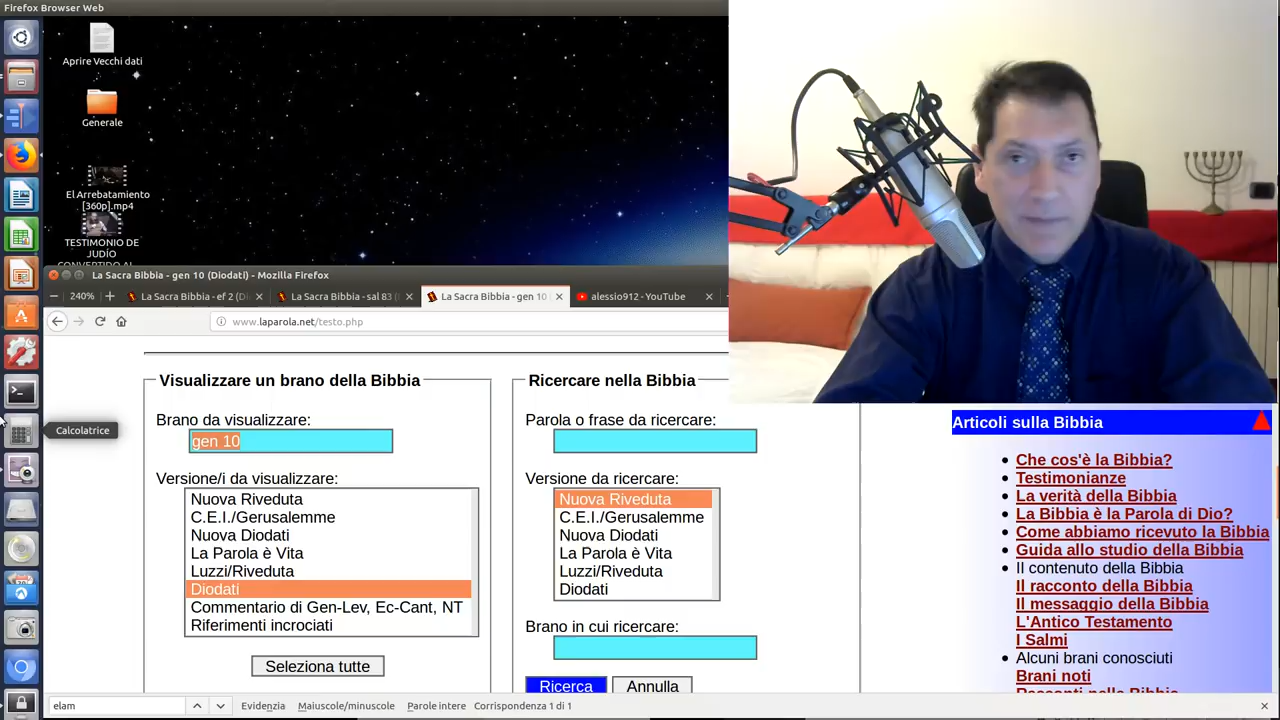 Firefox Browser Web
Aprire Vecchi dati
Generale
El Arrebatamiento
[360p].mp4
TESTIMONIO DE
JUDÍO
La Sacra Bibbia - gen 10 (Diodati) - Mozilla Firefox
240%
La Sacra Bibbia - ef 2 (Di
La Sacra Bibbia - sal 83 (
La Sacra Bibbia - gen 10
alessio912 - YouTube
www.laparola.net/testo.php
Visualizzare un brano della Bibbia
Brano da visualizzare:
gen 10
Versione/i da visualizzare:
Nuova Riveduta
C.E.I./Gerusalemme
Nuova Diodati
La Parola è Vita
Luzzi/Riveduta
Diodati
Commentario di Gen-Lev, Ec-Cant, NT
Riferimenti incrociati
Seleziona tutte
Calcolatrice
Ricercare nella Bibbia
Parola o frase da ricercare:
Versione da ricercare:
Nuova Riveduta
C.E.I./Gerusalemme
Nuova Diodati
La Parola è Vita
Luzzi/Riveduta
Diodati
Brano in cui ricercare:
Ricerca
Annulla
Articoli sulla Bibbia
Che cos'è la Bibbia?
Testimonianze
La verità della Bibbia
La Bibbia è la Parola di Dio?
Come abbiamo ricevuto la Bibbia
Guida allo studio della Bibbia
Il contenuto della Bibbia
Il racconto della Bibbia
Il messaggio della Bibbia
L'Antico Testamento
I Salmi
Alcuni brani conosciuti
Brani noti
elam
Evidenzia
Maiuscole/minuscole
Parole intere
Corrispondenza 1 di 1